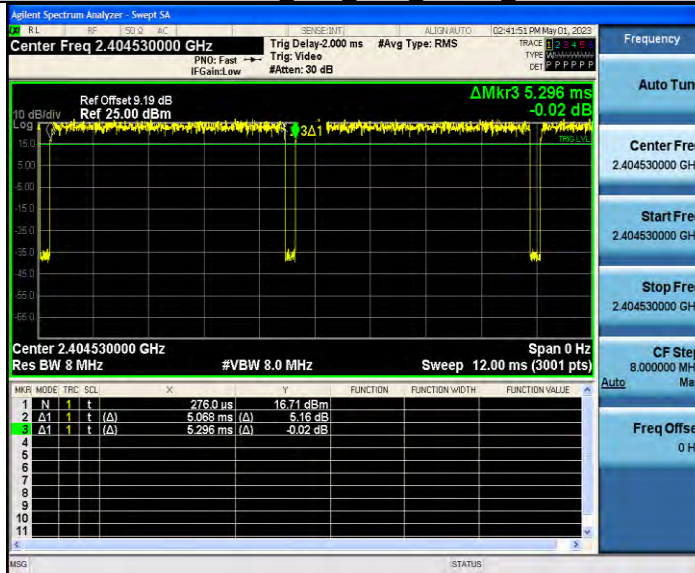 Agilent Spectrum Analyzer - Swept SA
RL RF 50 Ω AC SENSE:INT ALIGN AUTO 02:41:51 PM May 01, 2023
Center Freq 2.404530000 GHz
PNO: Fast
IFGain:Low
Trig Delay-2.000 ms
Trig: Video
#Atten: 30 dB
#Avg Type: RMS
TRACE 1 2 3 4 5 6
TYPE
DET P P P P P P
Frequency
Auto Tun
Center Fre
2.404530000 GH
Start Fre
2.404530000 GH
Stop Fre
2.404530000 GH
CF Step
8.000000 MH
Auto Ma
Freq Offse
0 H
ΔMkr3 5.296 ms
-0.02 dB
Ref Offset 9.19 dB
10 dB/div Ref 25.00 dBm
Log
15.0
5.00
-5.00
-15.0
-25.0
-35.0
-45.0
-55.0
-65.0
3Δ1
TRIG LVL
Center 2.404530000 GHz Span 0 Hz
Res BW 8 MHz #VBW 8.0 MHz Sweep 12.00 ms (3001 pts)
MKR MODE TRC SCL X Y FUNCTION FUNCTION WIDTH FUNCTION VALUE
1 N 1 t 276.0 µs 16.71 dBm
2 Δ1 1 t (Δ) 5.068 ms (Δ) 5.16 dB
3 Δ1 1 t (Δ) 5.296 ms (Δ) -0.02 dB
4
5
6
7
8
9
10
11
MSG STATUS